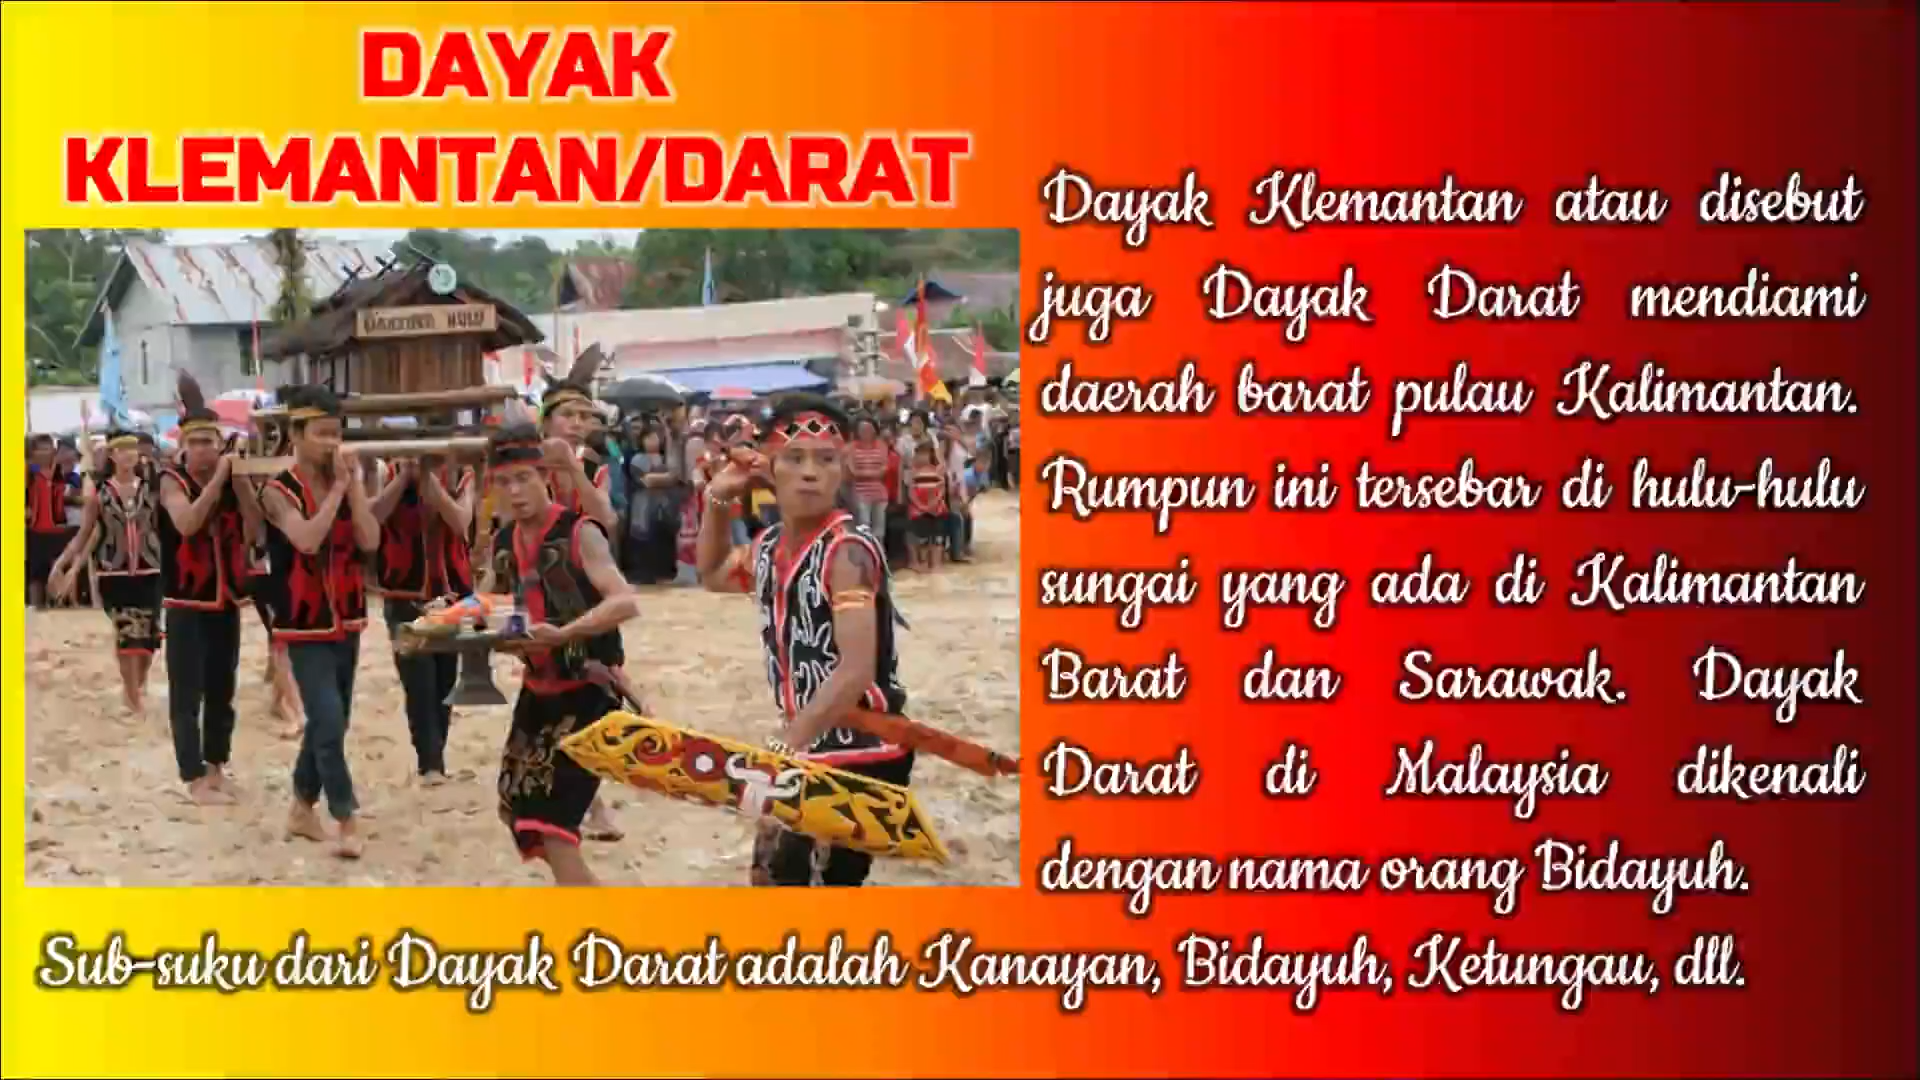 DAYAK
KLEMANTAN/DARAT
Dayak Klemantan atau disebut
juga Dayak Darat mendiami
daerah barat pulau Kalimantan.
Rumpun ini tersebar di hulu-hulu
sungai yang ada di Kalimantan
Barat dan Sarawak. Dayak
Darat di Malaysia dikenali
dengan nama orang Bidayuh.
Sub-suku dari Dayak Darat adalah Kanayan, Bidayuh, Ketungau, dll.
HULU